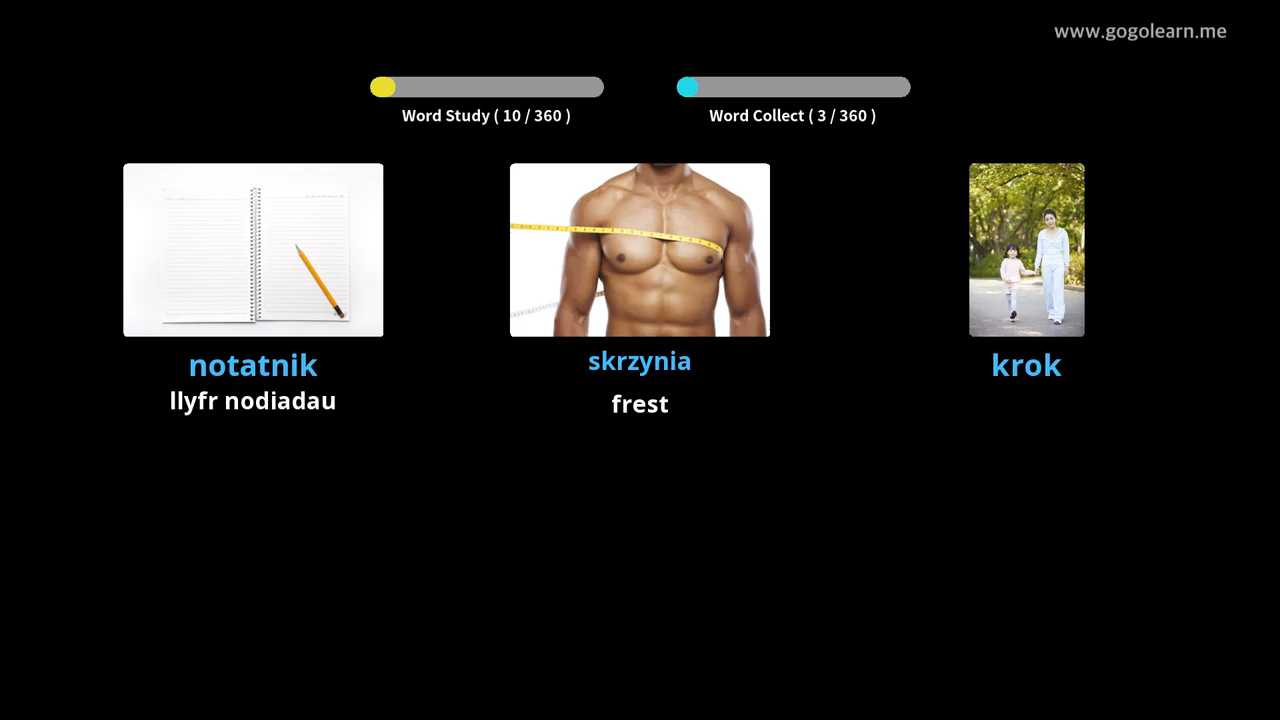 www.gogolearn.me
Word Study ( 10 / 360 )
Word Collect ( 3 / 360 )
notatnik
llyfr nodiadau
skrzynia
frest
krok